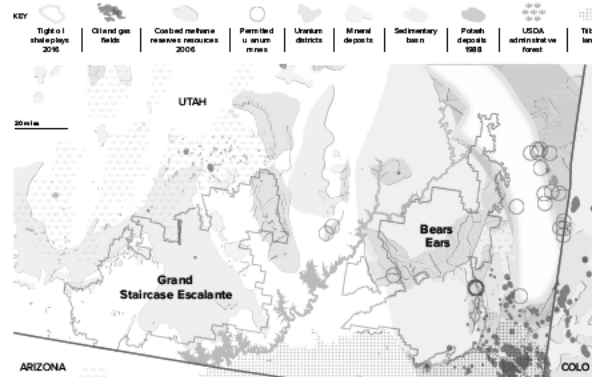 KEY
Tight oil
shale plays
2016
Oil and gas
fields
Coalbed methane
reserves resources
2006
Permitted
uranium
mines
Uranium
districts
Mineral
deposits
Sedimentary
basin
Potash
deposits
1988
USDA
administrative
forest
UTAH
30 miles
Bears
Ears
Grand
Staircase Escalante
ARIZONA
COLO